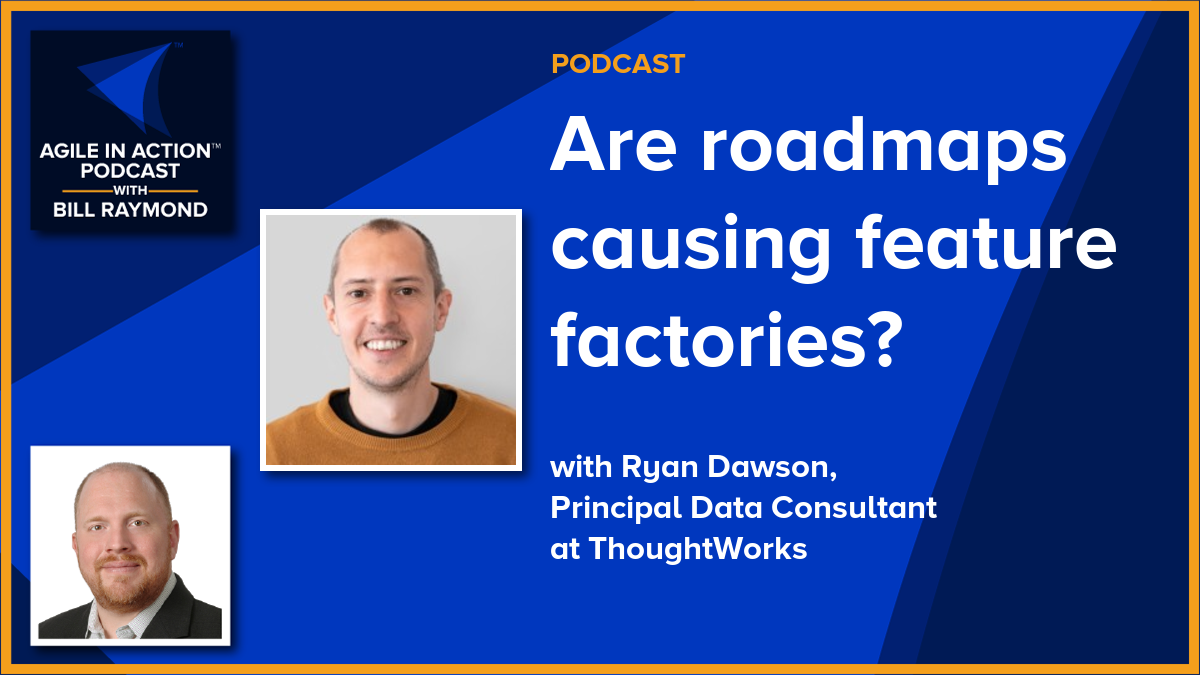 TM
AGILE IN ACTION™
PODCAST
WITH
BILL RAYMOND
PODCAST
Are roadmaps
causing feature
factories?
with Ryan Dawson,
Principal Data Consultant
at ThoughtWorks